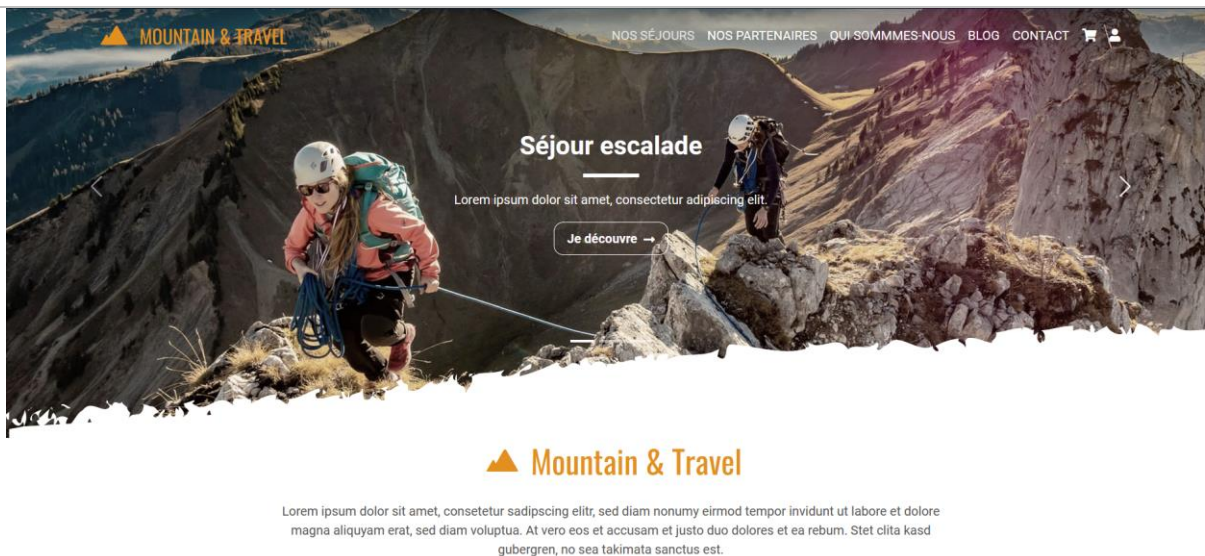 MOUNTAIN & TRAVEL
NOS SÉJOURS NOS PARTENAIRES QUI SOMMMES-NOUS BLOG CONTACT
Séjour escalade
Lorem ipsum dolor sit amet, consectetur adipiscing elit.
Je découvre →
Mountain & Travel
Lorem ipsum dolor sit amet, consetetur sadipscing elitr, sed diam nonumy eirmod tempor invidunt ut labore et dolore
magna aliquyam erat, sed diam voluptua. At vero eos et accusam et justo duo dolores et ea rebum. Stet clita kasd
gubergren, no sea takimata sanctus est.